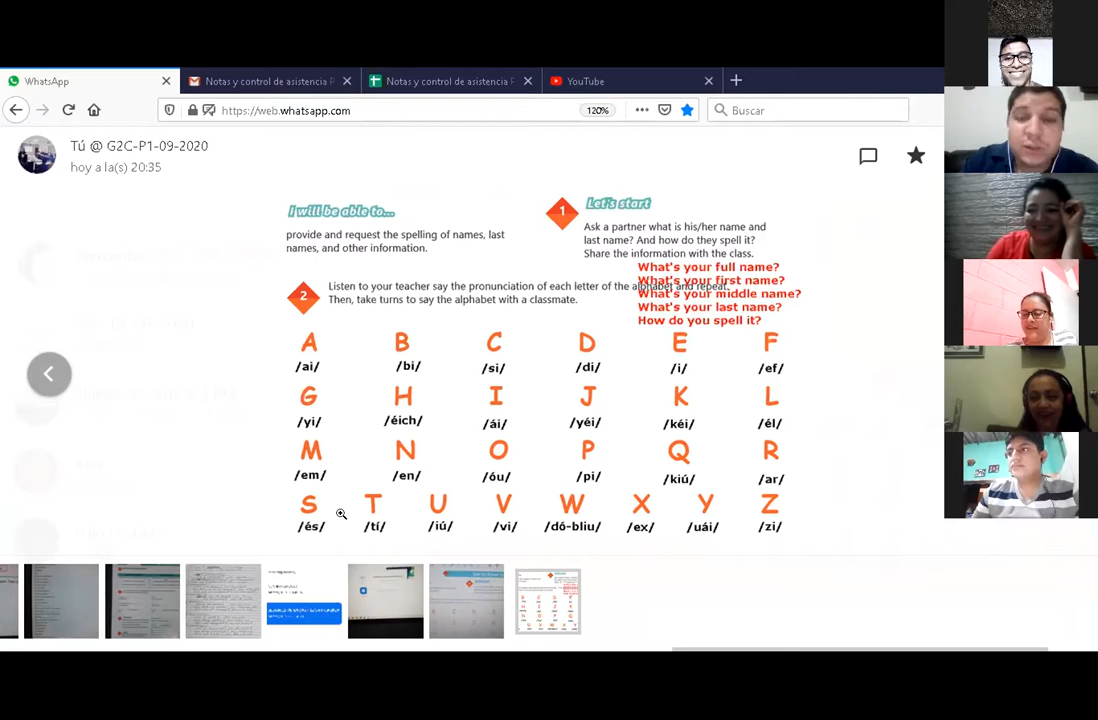 WhatsApp
Notas y control de asistencia P
Notas y control de asistencia P
YouTube
https://web.whatsapp.com
120%
Buscar
Tú @ G2C-P1-09-2020
hoy a la(s) 20:35
I will be able to...
provide and request the spelling of names, last
names, and other information.
1
Let's start
Ask a partner what is his/her name and
last name? And how do they spell it?
Share the information with the class.
What's your full name?
What's your first name?
What's your middle name?
What's your last name?
How do you spell it?
2
Listen to your teacher say the pronunciation of each letter of the alphabet and repeat.
Then, take turns to say the alphabet with a classmate.
A B C D E F
/ai/ /bi/ /si/ /di/ /i/ /ef/
G H I J K L
/yi/ /éich/ /ái/ /yéi/ /kéi/ /él/
M N O P Q R
/em/ /en/ /óu/ /pi/ /kiú/ /ar/
S T U V W X Y Z
/és/ /tí/ /iú/ /vi/ /dó-bliu/ /ex/ /uái/ /zi/